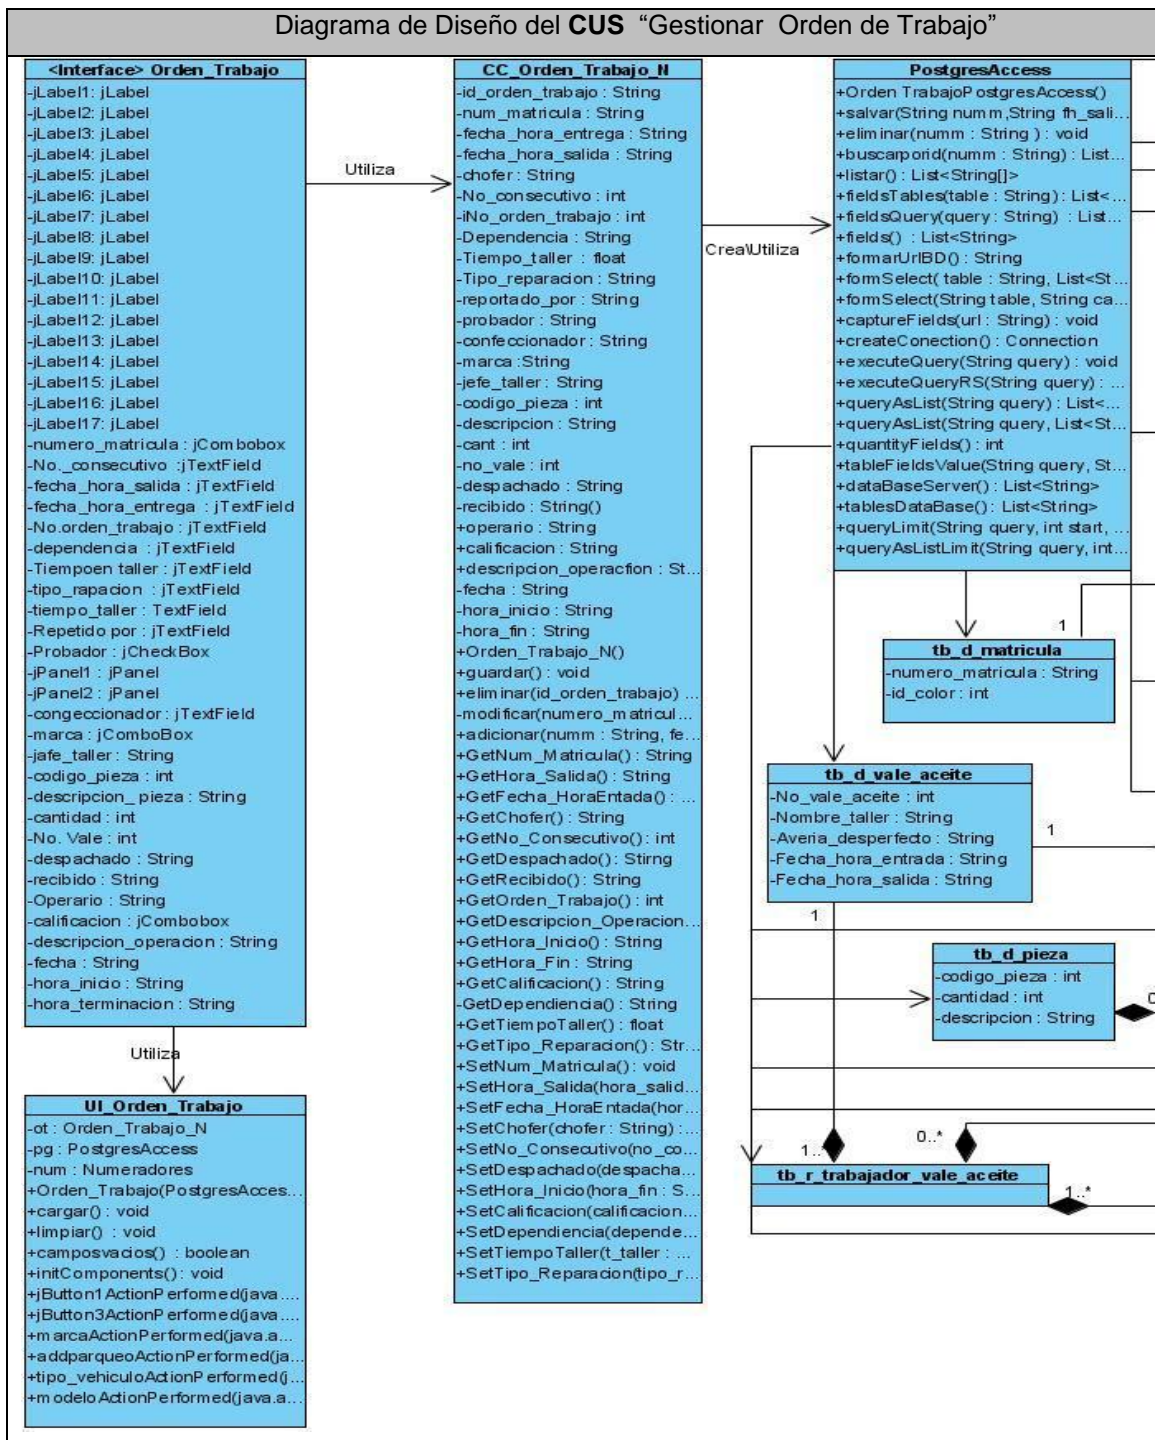 Diagrama de Diseño del CUS “Gestionar Orden de Trabajo”
<Interface> Orden_Trabajo
-jLabel1: jLabel
-jLabel2: jLabel
-jLabel3: jLabel
-jLabel4: jLabel
-jLabel5: jLabel
-jLabel6: jLabel
-jLabel7: jLabel
-jLabel8: jLabel
-jLabel9: jLabel
-jLabel10: jLabel
-jLabel11: jLabel
-jLabel12: jLabel
-jLabel13: jLabel
-jLabel14: jLabel
-jLabel15: jLabel
-jLabel16: jLabel
-jLabel17: jLabel
-numero_matricula : jCombobox
-No._consecutivo :jTextField
-fecha_hora_salida : jTextField
-fecha_hora_entrega : jTextField
-No.orden_trabajo : jTextField
-dependencia : jTextField
-Tiempoen taller : jTextField
-tipo_rapacion : jTextField
-tiempo_taller : TextField
-Repetido por : jTextField
-Probador : jCheckBox
-jPanel1 : jPanel
-jPanel2 : jPanel
-congeccionador : jTextField
-marca : jComboBox
-jafe_taller : String
-codigo_pieza : int
-descripcion_ pieza : String
-cantidad : int
-No. Vale : int
-despachado : String
-recibido : String
-Operario : String
-calificacion : jCombobox
-descripcion_operacion : String
-fecha : String
-hora_inicio : String
-hora_terminacion : String
Utiliza
UI_Orden_Trabajo
-ot : Orden_Trabajo_N
-pg : PostgresAccess
-num : Numeradores
+Orden_Trabajo(PostgresAcces...
+cargar() : void
+limpiar() : void
+camposvacios() : boolean
+initComponents() : void
+jButton1ActionPerformed(java....
+jButton3ActionPerformed(java...
+marcaActionPerformed(java.a...
+addparqueoActionPerformed(ja...
+tipo_vehiculoActionPerformed(j...
+modeloActionPerformed(java.a...
Utiliza
CC_Orden_Trabajo_N
-id_orden_trabajo : String
-num_matricula : String
-fecha_hora_entrega : String
-fecha_hora_salida : String
-chofer : String
-No_consecutivo : int
-iNo_orden_trabajo : int
-Dependencia : String
-Tiempo_taller : float
-Tipo_reparacion : String
-reportado_por : String
-probador : String
-confeccionador : String
-marca :String
-jefe_taller : String
-codigo_pieza : int
-descripcion : String
-cant : int
-no_vale : int
-despachado : String
-recibido : String()
+operario : String
+calificacion : String
+descripcion_operacfion : St...
-fecha : String
-hora_inicio : String
-hora_fin : String
+Orden_Trabajo_N()
+guardar() : void
+eliminar(id_orden_trabajo) ...
-modificar(numero_matricul...
+adicionar(numm : String, fe...
+GetNum_Matricula() : String
+GetHora_Salida() : String
+GetFecha_HoraEntada() : ...
+GetChofer() : String
+GetNo_Consecutivo() : int
+GetDespachado() : Stirng
+GetRecibido() : String
+GetOrden_Trabajo() : int
+GetDescripcion_Operacion...
+GetHora_Inicio() : String
+GetHora_Fin : String
+GetCalificacion() : String
-GetDependiencia() : String
+GetTiempoTaller() : float
+GetTipo_Reparacion() : Str...
+SetNum_Matricula() : void
+SetHora_Salida(hora_salid...
+SetFecha_HoraEntada(hor...
+SetChofer(chofer : String) :...
+SetNo_Consecutivo(no_co...
+SetDespachado(despacha...
+SetHora_Inicio(hora_fin : S...
+SetCalificacion(calificacion...
+SetDependiencia(depende...
+SetTiempoTaller(t_taller : ...
+SetTipo_Reparacion(tipo_r...
Crea\Utiliza
PostgresAccess
+Orden TrabajoPostgresAccess()
+salvar(String numm,String fh_sali...
+eliminar(numm : String ) : void
+buscarporid(numm : String) : List...
+listar() : List<String[]>
+fieldsTables(table : String) : List<...
+fieldsQuery(query : String) : List...
+fields() : List<String>
+formarUrlBD() : String
+formSelect( table : String, List<St...
+formSelect(String table, String ca...
+captureFields(url : String) : void
+createConection() : Connection
+executeQuery(String query) : void
+executeQueryRS(String query) : ...
+queryAsList(String query) : List<...
+queryAsList(String query, List<St...
+quantityFields() : int
+tableFieldsValue(String query, St...
+dataBaseServer() : List<String>
+tablesDataBase() : List<String>
+queryLimit(String query, int start, ...
+queryAsListLimit(String query, int...
1
tb_d_matricula
-numero_matricula : String
-id_color : int
tb_d_vale_aceite
-No_vale_aceite : int
-Nombre_taller : String
-Averia_desperfecto : String
-Fecha_hora_entrada : String
-Fecha_hora_salida : String
1
1
tb_d_pieza
-codigo_pieza : int
-cantidad : int
-descripcion : String
1..*
0..*
tb_r_trabajador_vale_aceite
1..*